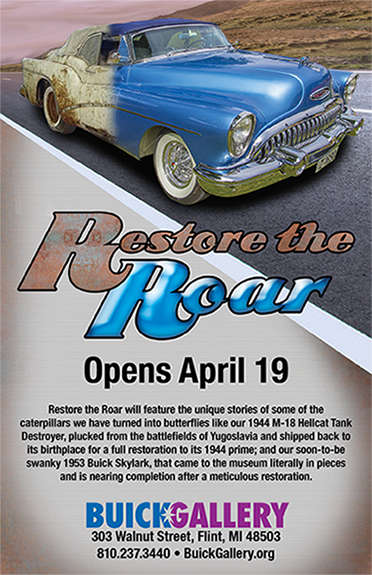 Restore the
Roar
Opens April 19
Restore the Roar will feature the unique stories of some of the
caterpillars we have turned into butterflies like our 1944 M-18 Hellcat Tank
Destroyer, plucked from the battlefields of Yugoslavia and shipped back to
its birthplace for a full restoration to its 1944 prime; and our soon-to-be
swanky 1953 Buick Skylark, that came to the museum literally in pieces
and is nearing completion after a meticulous restoration.
BUICKGALLERY
303 Walnut Street, Flint, MI 48503
810.237.3440 • BuickGallery.org